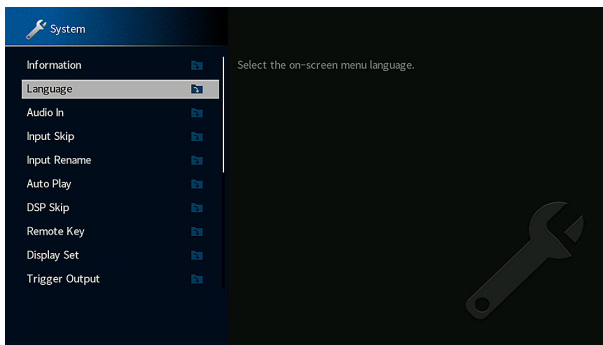 System
Information
Select the on-screen menu language.
Language
Audio In
Input Skip
Input Rename
Auto Play
DSP Skip
Remote Key
Display Set
Trigger Output